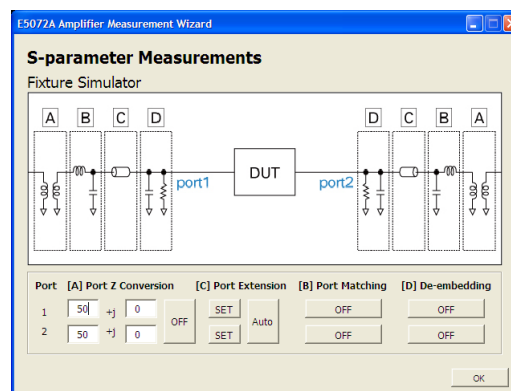 E5072A Amplifier Measurement Wizard
S-parameter Measurements
Fixture Simulator
A B C D D C B A
port1 DUT port2
Port [A] Port Z Conversion [C] Port Extension [B] Port Matching [D] De-embedding
1 50 +j 0 OFF SET Auto OFF OFF
2 50 +j 0 SET OFF OFF
OK